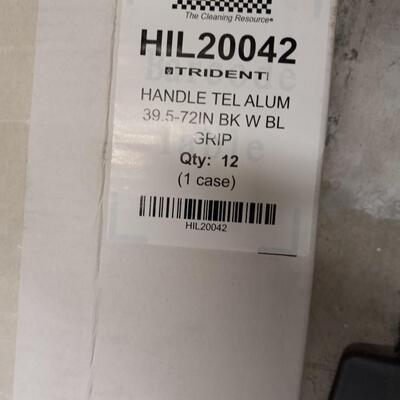 The Cleaning Resource®
HIL20042
TRIDENT
HANDLE TEL ALUM
39.5-72IN BK W BL
GRIP
Qty: 12
(1 case)
HIL20042